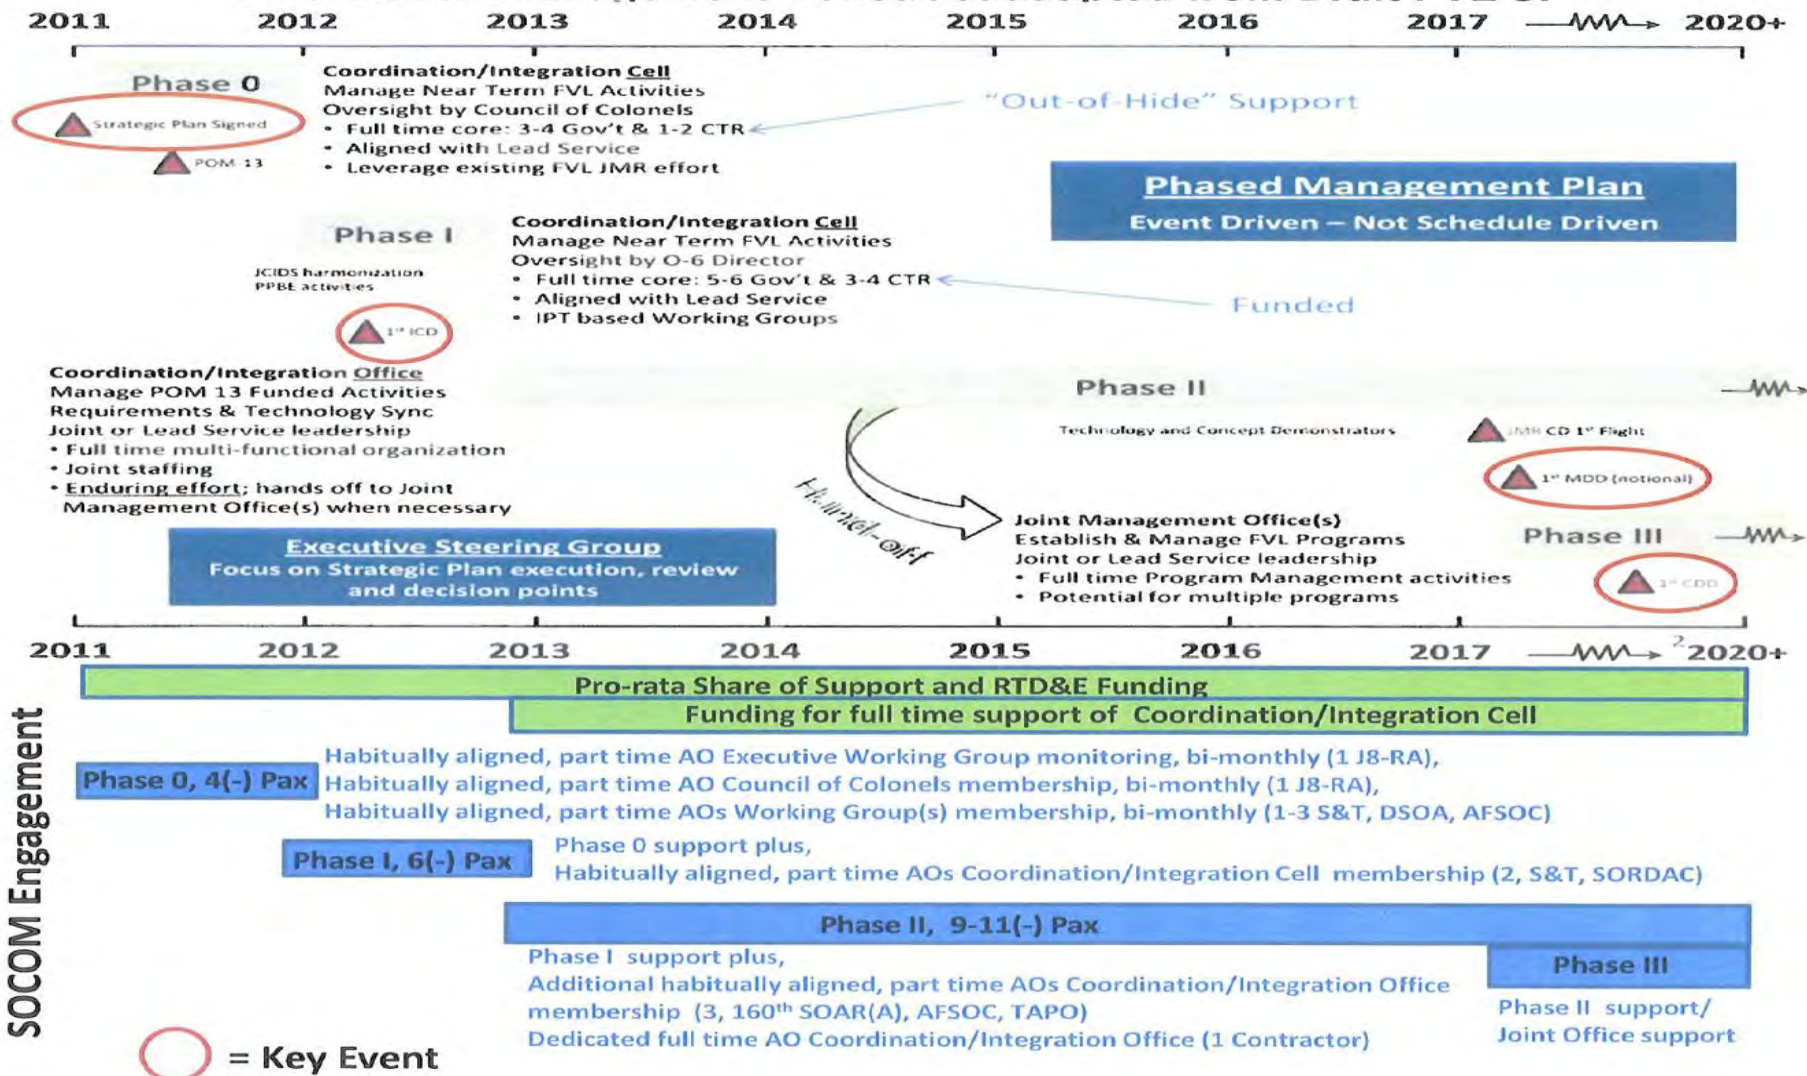 2011 2012 2013 2014 2015 2016 2017 2020+
Phase 0
Strategic Plan Signed
POM-13
Coordination/Integration Cell
Manage Near Term FVL Activities
Oversight by Council of Colonels
• Full time core: 3-4 Gov't & 1-2 CTR
• Aligned with Lead Service
• Leverage existing FVL JMR effort
"Out-of-Hide" Support
Phased Management Plan
Event Driven – Not Schedule Driven
Phase I
JCIDS harmonization
PPBE activities
1st ICD
Coordination/Integration Cell
Manage Near Term FVL Activities
Oversight by O-6 Director
• Full time core: 5-6 Gov't & 3-4 CTR
• Aligned with Lead Service
• IPT based Working Groups
Funded
Coordination/Integration Office
Manage POM 13 Funded Activities
Requirements & Technology Sync
Joint or Lead Service leadership
• Full time multi-functional organization
• Joint staffing
• Enduring effort; hands off to Joint
Management Office(s) when necessary
Phase II
Technology and Concept Demonstrators
JMR CD 1st Flight
1st MDD (notional)
Joint Management Office(s)
Establish & Manage FVL Programs
Joint or Lead Service leadership
• Full time Program Management activities
• Potential for multiple programs
Phase III
1st CDD
Executive Steering Group
Focus on Strategic Plan execution, review
and decision points
2011 2012 2013 2014 2015 2016 2017 2 2020+
SOCOM Engagement
Pro-rata Share of Support and RTD&E Funding
Funding for full time support of Coordination/Integration Cell
Phase 0, 4(-) Pax
Habitually aligned, part time AO Executive Working Group monitoring, bi-monthly (1 J8-RA),
Habitually aligned, part time AO Council of Colonels membership, bi-monthly (1 J8-RA),
Habitually aligned, part time AOs Working Group(s) membership, bi-monthly (1-3 S&T, DSOA, AFSOC)
Phase I, 6(-) Pax
Phase 0 support plus,
Habitually aligned, part time AOs Coordination/Integration Cell membership (2, S&T, SORDAC)
Phase II, 9-11(-) Pax
Phase I support plus,
Additional habitually aligned, part time AOs Coordination/Integration Office
membership (3, 160th SOAR(A), AFSOC, TAPO)
Dedicated full time AO Coordination/Integration Office (1 Contractor)
Phase III
Phase II support/
Joint Office support
= Key Event